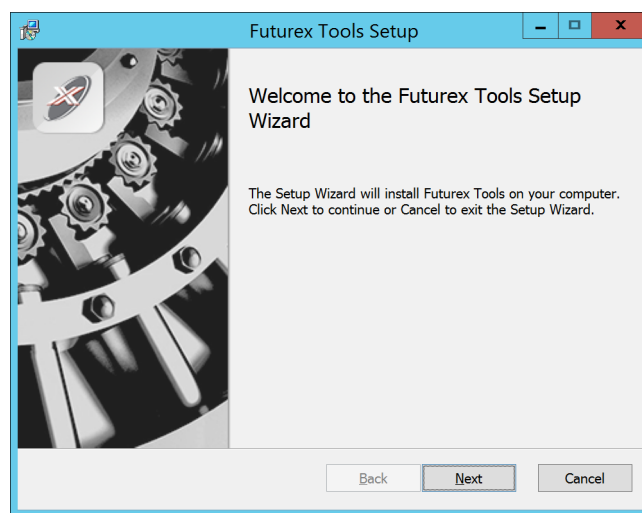 Futurex Tools Setup
Welcome to the Futurex Tools Setup
Wizard
The Setup Wizard will install Futurex Tools on your computer.
Click Next to continue or Cancel to exit the Setup Wizard.
Back
Next
Cancel